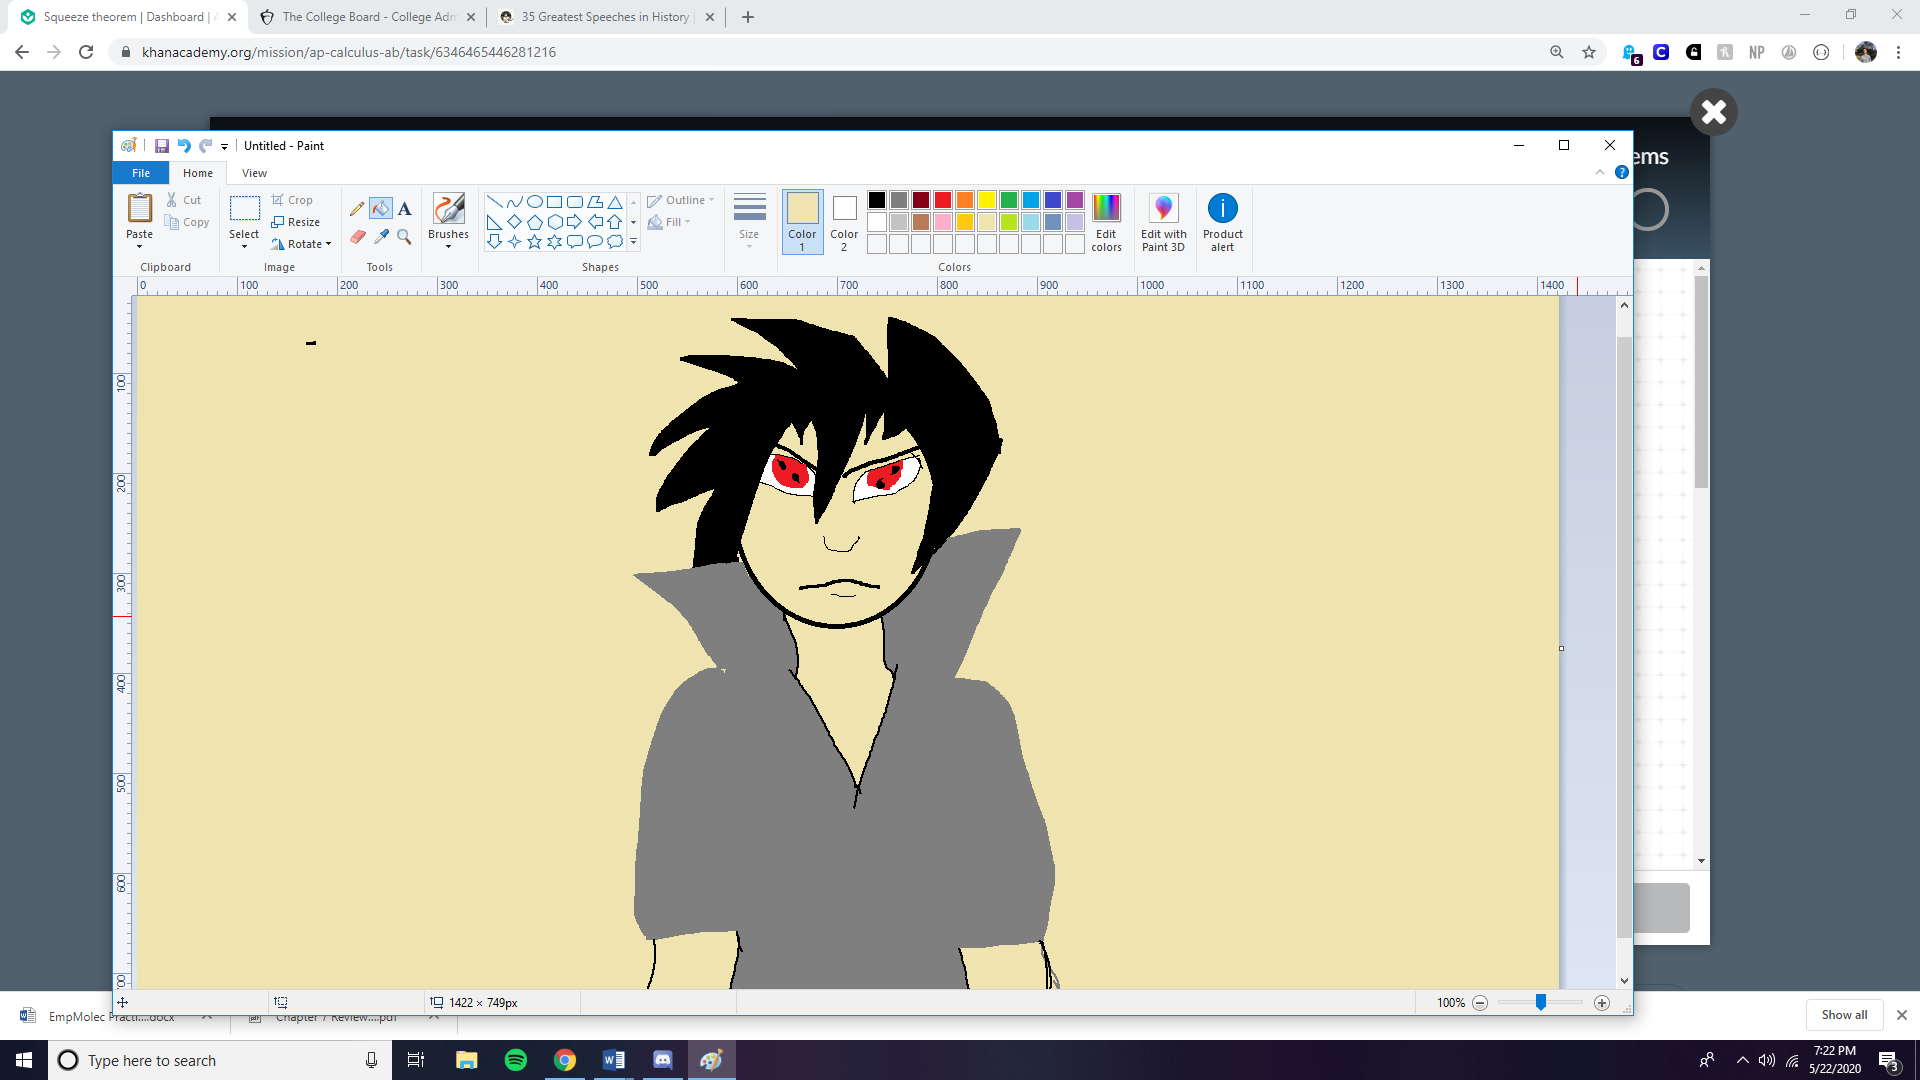 Squeeze theorem | Dashboard |
The College Board - College Adm
35 Greatest Speeches in History
khanacademy.org/mission/ap-calculus-ab/task/6346465446281216
6
NP
ems
Untitled - Paint
File
Home
View
Paste
Cut
Copy
Clipboard
Select
Crop
Resize
Rotate
Image
A
Tools
Brushes
Outline
Fill
Shapes
Size
Color 1
Color 2
Edit colors
Colors
Edit with Paint 3D
Product alert
0 100 200 300 400 500 600 700 800 900 1000 1100 1200 1300 1400
100
200
300
400
500
600
1422 × 749px
100%
EmpMolec Practi....docx
Chapter 7 Review....pdf
Show all
Type here to search
7:22 PM
5/22/2020
3